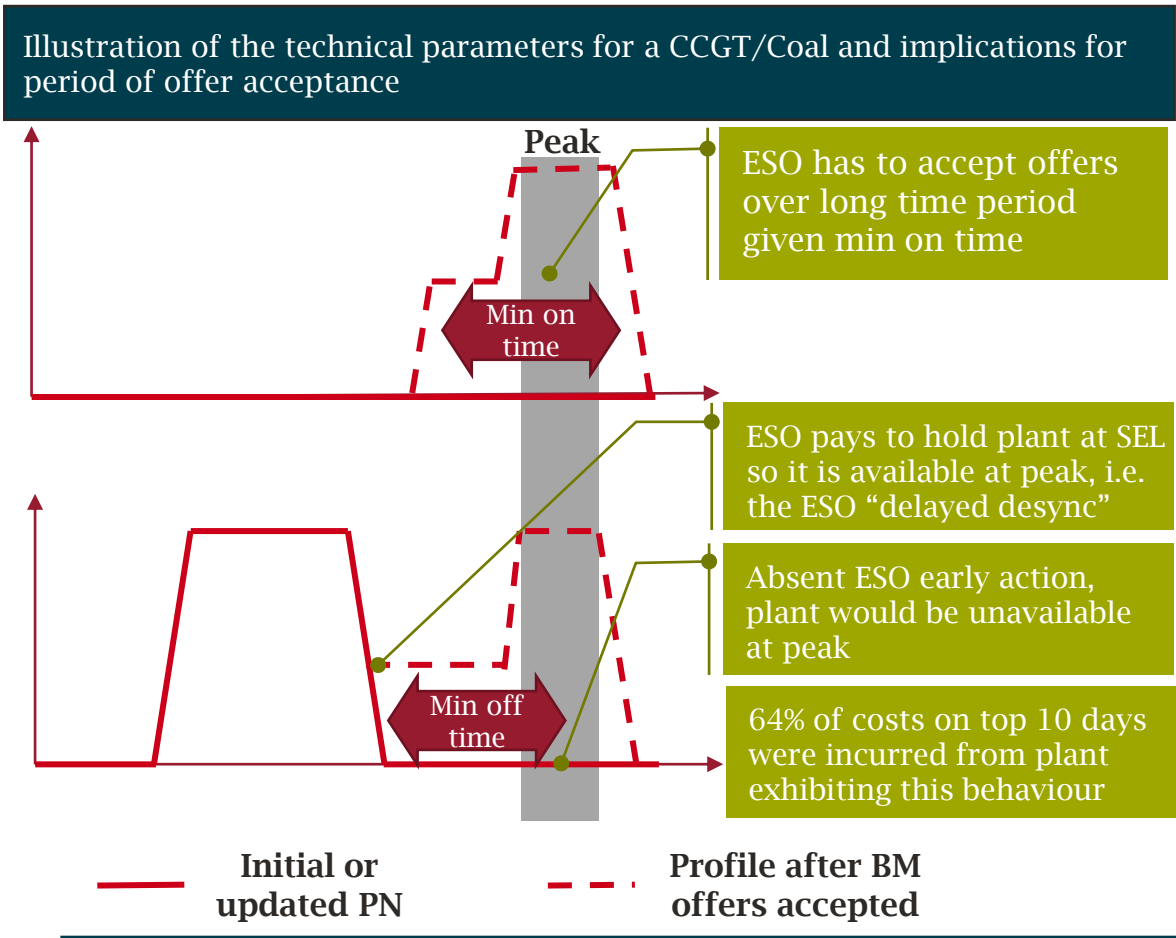 Illustration of the technical parameters for a CCGT/Coal and implications for
period of offer acceptance
Peak
ESO has to accept offers
over long time period
given min on time
Min on
time
ESO pays to hold plant at SEL
so it is available at peak, i.e.
the ESO “delayed desync”
Absent ESO early action,
plant would be unavailable
at peak
Min off
time
64% of costs on top 10 days
were incurred from plant
exhibiting this behaviour
Initial or
updated PN
Profile after BM
offers accepted